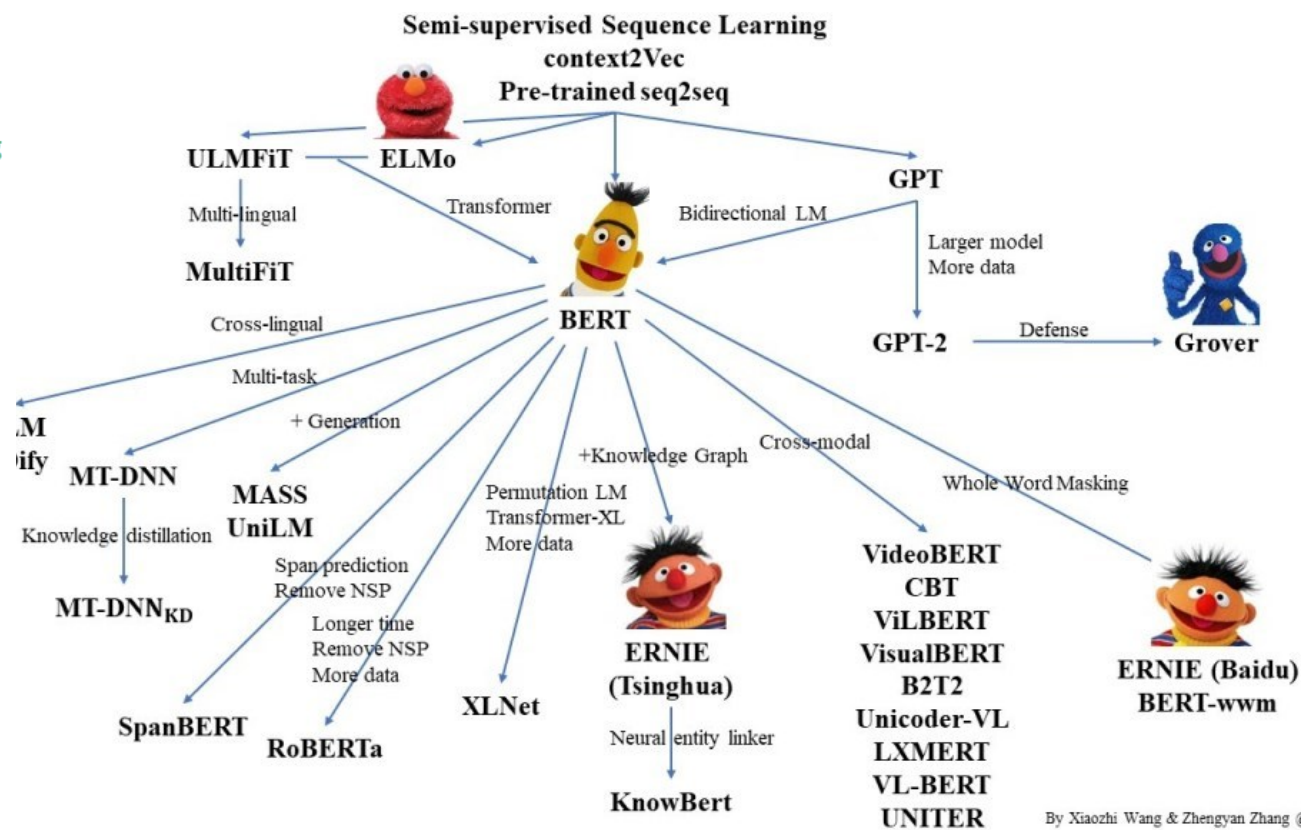 Semi-supervised Sequence Learning
context2Vec
Pre-trained seq2seq
ULMFiT
ELMo
GPT
Multi-lingual
Transformer
Bidirectional LM
Larger model
More data
MultiFiT
BERT
Cross-lingual
GPT-2
Defense
Grover
Multi-task
+ Generation
MT-DNN
MASS
UniLM
Knowledge distillation
MT-DNNKD
+Knowledge Graph
Cross-modal
Whole Word Masking
Permutation LM
Transformer-XL
More data
Span prediction
Remove NSP
Longer time
Remove NSP
More data
SpanBERT
RoBERTa
XLNet
ERNIE
(Tsinghua)
Neural entity linker
KnowBert
VideoBERT
CBT
ViLBERT
VisualBERT
B2T2
Unicoder-VL
LXMERT
VL-BERT
UNITER
ERNIE (Baidu)
BERT-wwm
By Xiaozhi Wang & Zhengyan Zhang @